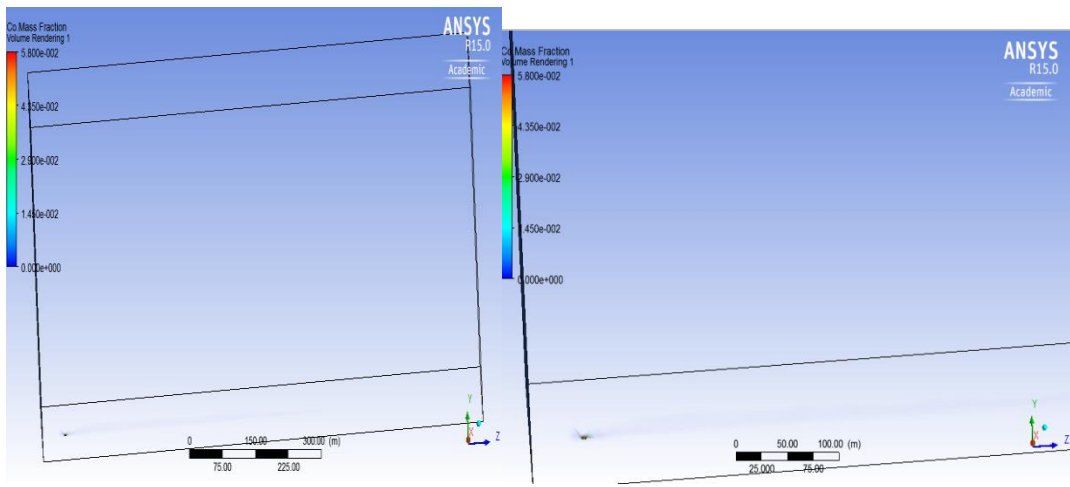 Co.Mass Fraction
Volume Rendering 1
5.800e-002
4.350e-002
2.900e-002
1.450e-002
0.000e+000
ANSYS
R15.0
Academic
0 150.00 300.00 (m)
75.00 225.00
Y
X
Z
Co.Mass Fraction
Volume Rendering 1
5.800e-002
4.350e-002
2.900e-002
1.450e-002
0.000e+000
ANSYS
R15.0
Academic
0 50.00 100.00 (m)
25.000 75.00
Y
X
Z